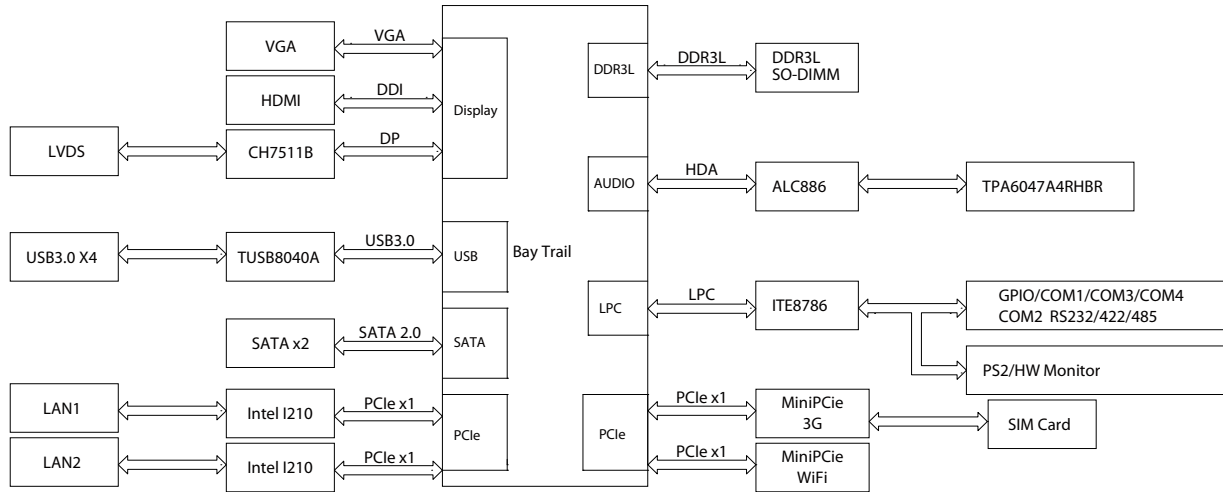 VGA
VGA
DDR3L
DDR3L
DDR3L
SO-DIMM
HDMI
DDI
Display
LVDS
CH7511B
DP
AUDIO
HDA
ALC886
TPA6047A4RHBR
USB3.0 X4
TUSB8040A
USB3.0
USB
Bay Trail
LPC
LPC
ITE8786
GPIO/COM1/COM3/COM4
COM2 RS232/422/485
SATA x2
SATA 2.0
SATA
PS2/HW Monitor
LAN1
Intel I210
PCIe x1
PCIe
PCIe
PCIe x1
MiniPCie
3G
SIM Card
LAN2
Intel I210
PCIe x1
PCIe x1
MiniPCie
WiFi